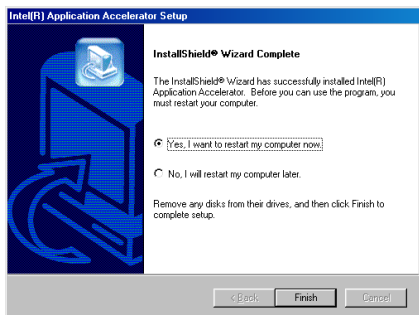 Intel(R) Application Accelerator Setup
InstallShield® Wizard Complete
The InstallShield® Wizard has successfully installed Intel(R)
Application Accelerator. Before you can use the program, you
must restart your computer.
Yes, I want to restart my computer now.
No, I will restart my computer later.
Remove any disks from their drives, and then click Finish to
complete setup.
< Back Finish Cancel